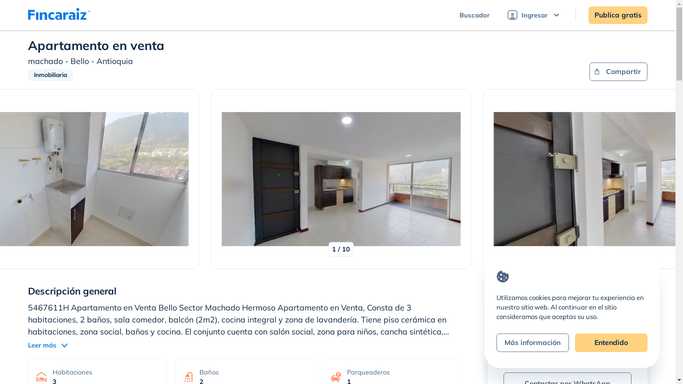 Fincaraiz
Buscador
Ingresar
Publica gratis
Apartamento en venta
machado - Bello - Antioquia
Inmobiliaria
Compartir
1 / 10
Descripción general
5467611H Apartamento en Venta Bello Sector Machado Hermoso Apartamento en Venta, Consta de 3
habitaciones, 2 baños, sala comedor, balcón (2m2), cocina integral y zona de lavandería. Tiene piso cerámica en
habitaciones, zona social, baños y cocina. El conjunto cuenta con salón social, zona para niños, cancha sintética,...
Leer más
Habitaciones
3
Baños
2
Parqueaderos
1
Utilizamos cookies para mejorar tu experiencia en
nuestro sitio web. Al continuar en el sitio
consideramos que aceptas su uso.
Más información
Entendido
Contactar por WhatsApp